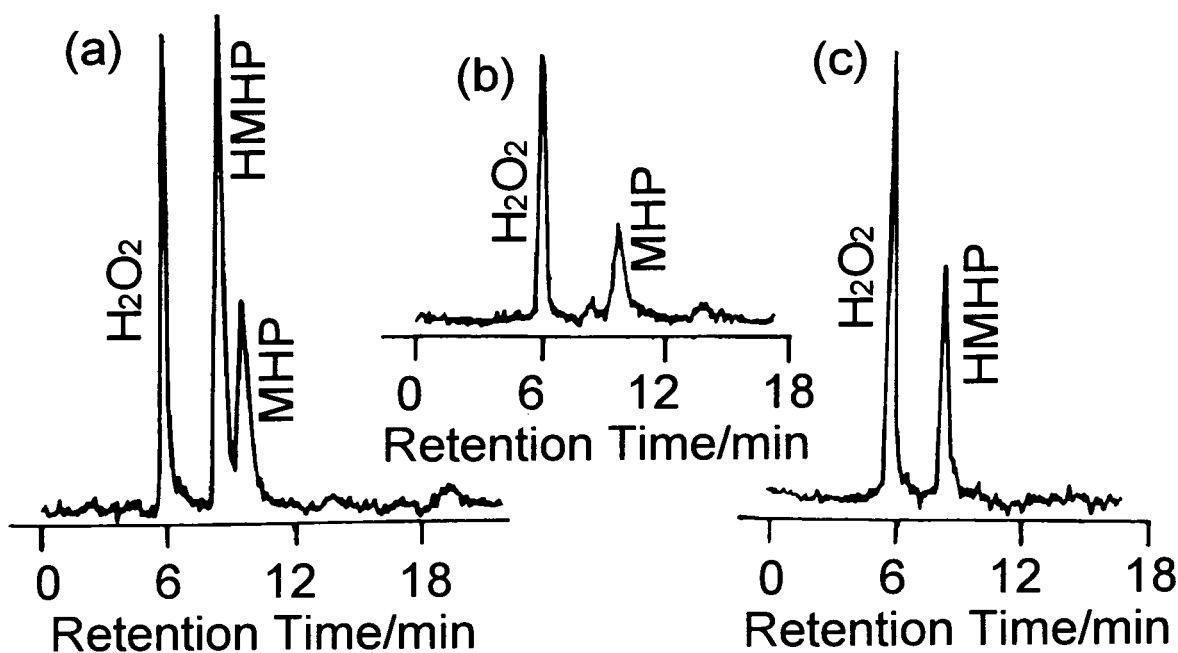 (a)
H₂O₂
HMHP
MHP
0 6 12 18
Retention Time/min
(b)
H₂O₂
MHP
0 6 12 18
Retention Time/min
(c)
H₂O₂
HMHP
0 6 12 18
Retention Time/min